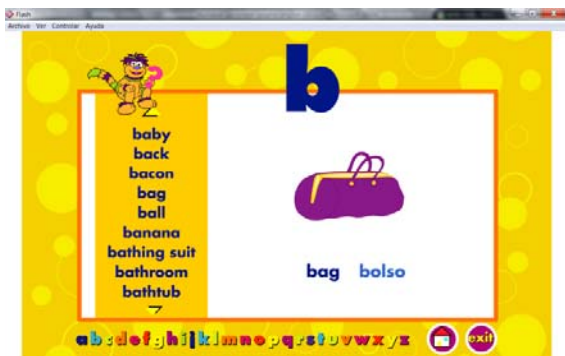 Flash
Archivo Ver Controlar Ayuda
?
b
baby
back
bacon
bag
ball
banana
bathing suit
bathroom
bathtub
bag bolso
a b c d e f g h i j k l m n o p q r s t u v w x y z
exit